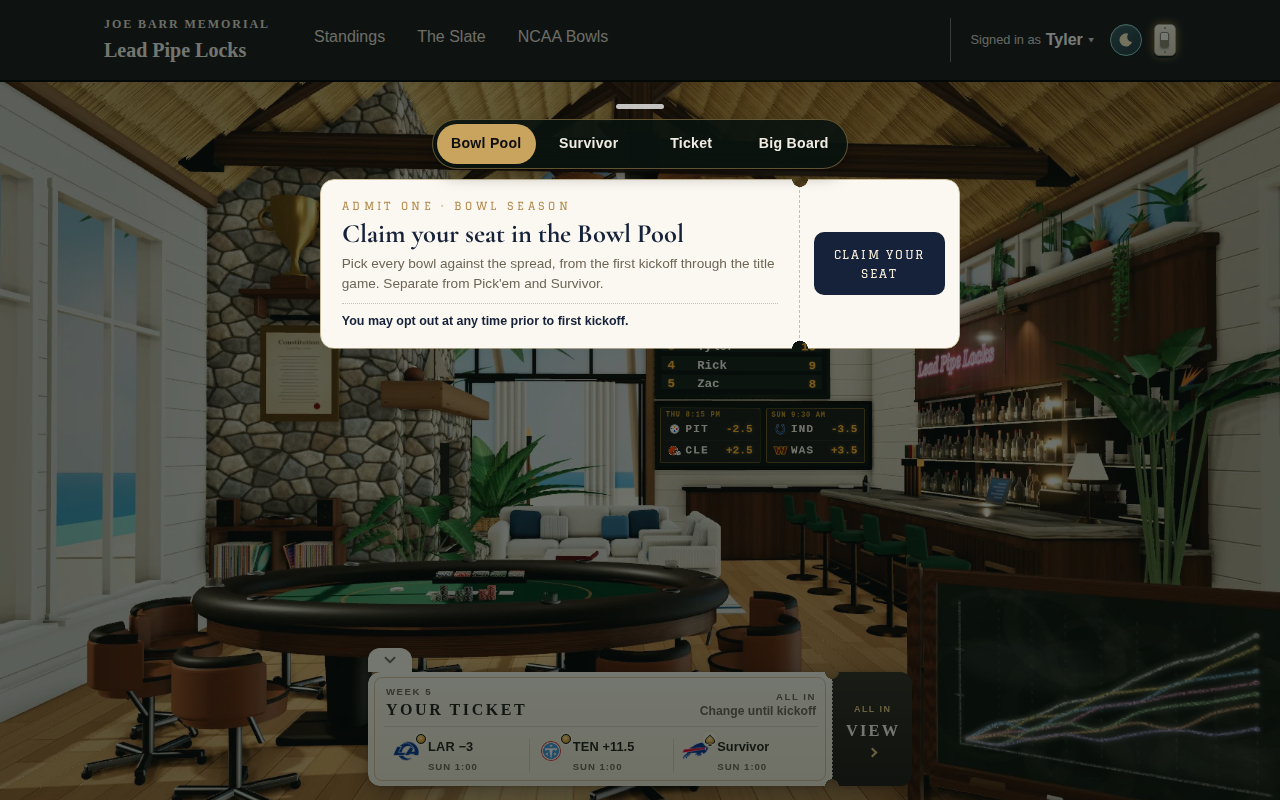 JOE BARR MEMORIAL
Lead Pipe Locks
Standings
The Slate
NCAA Bowls
Signed in as Tyler
Bowl Pool
Survivor
Ticket
Big Board
ADMIT ONE · BOWL SEASON
Claim your seat in the Bowl Pool
Pick every bowl against the spread, from the first kickoff through the title
game. Separate from Pick'em and Survivor.
You may opt out at any time prior to first kickoff.
CLAIM YOUR
SEAT
4 Rick 9
5 Zac 8
THU 8:15 PM
PIT -2.5
CLE +2.5
SUN 9:30 AM
IND -3.5
WAS +3.5
Lead Pipe Locks
WEEK 5
YOUR TICKET
ALL IN
Change until kickoff
LAR −3
SUN 1:00
TEN +11.5
SUN 1:00
Survivor
SUN 1:00
ALL IN
VIEW